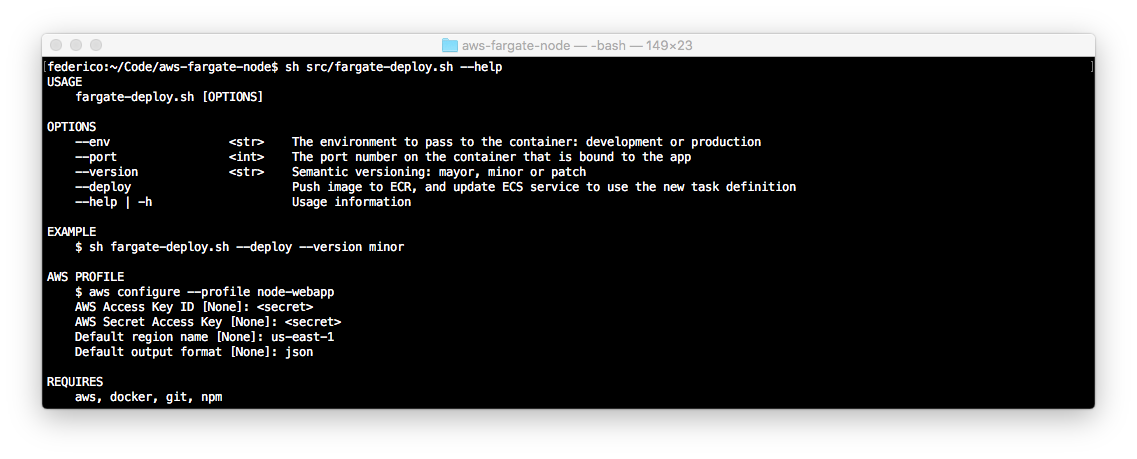 aws-fargate-node — -bash — 149×23
[federico:~/Code/aws-fargate-node$ sh src/fargate-deploy.sh --help ]
USAGE
fargate-deploy.sh [OPTIONS]
OPTIONS
--env <str> The environment to pass to the container: development or production
--port <int> The port number on the container that is bound to the app
--version <str> Semantic versioning: mayor, minor or patch
--deploy Push image to ECR, and update ECS service to use the new task definition
--help | -h Usage information
EXAMPLE
$ sh fargate-deploy.sh --deploy --version minor
AWS PROFILE
$ aws configure --profile node-webapp
AWS Access Key ID [None]: <secret>
AWS Secret Access Key [None]: <secret>
Default region name [None]: us-east-1
Default output format [None]: json
REQUIRES
aws, docker, git, npm